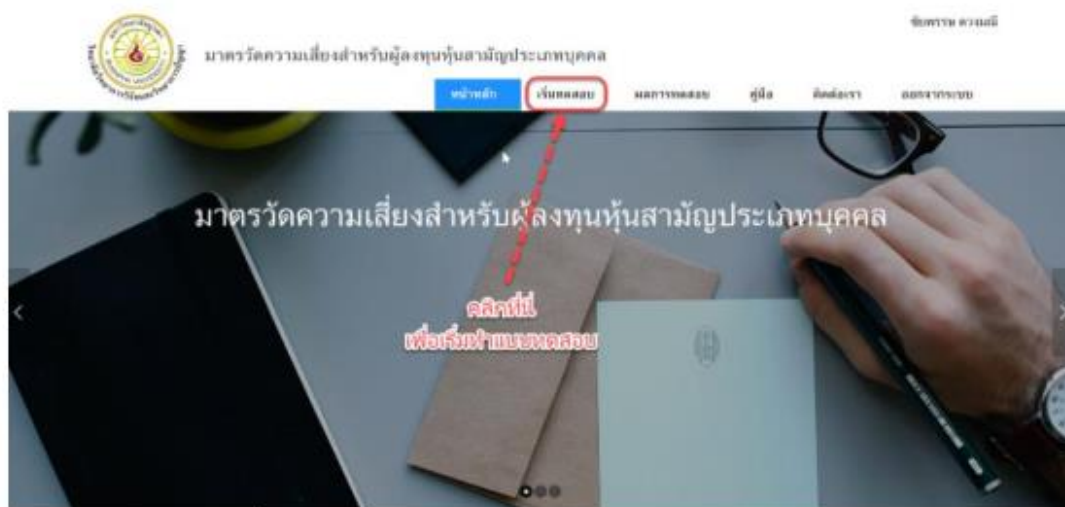 มาตรวัดความเสี่ยงสำหรับผู้ลงทุนหุ้นสามัญประเภทบุคคล
หน้าหลัก เริ่มทดสอบ ผลการทดสอบ คู่มือ ติดต่อเรา ออกจากระบบ
มาตรวัดความเสี่ยงสำหรับผู้ลงทุนหุ้นสามัญประเภทบุคคล
คลิกที่นี่
เพื่อเริ่มทำแบบทดสอบ